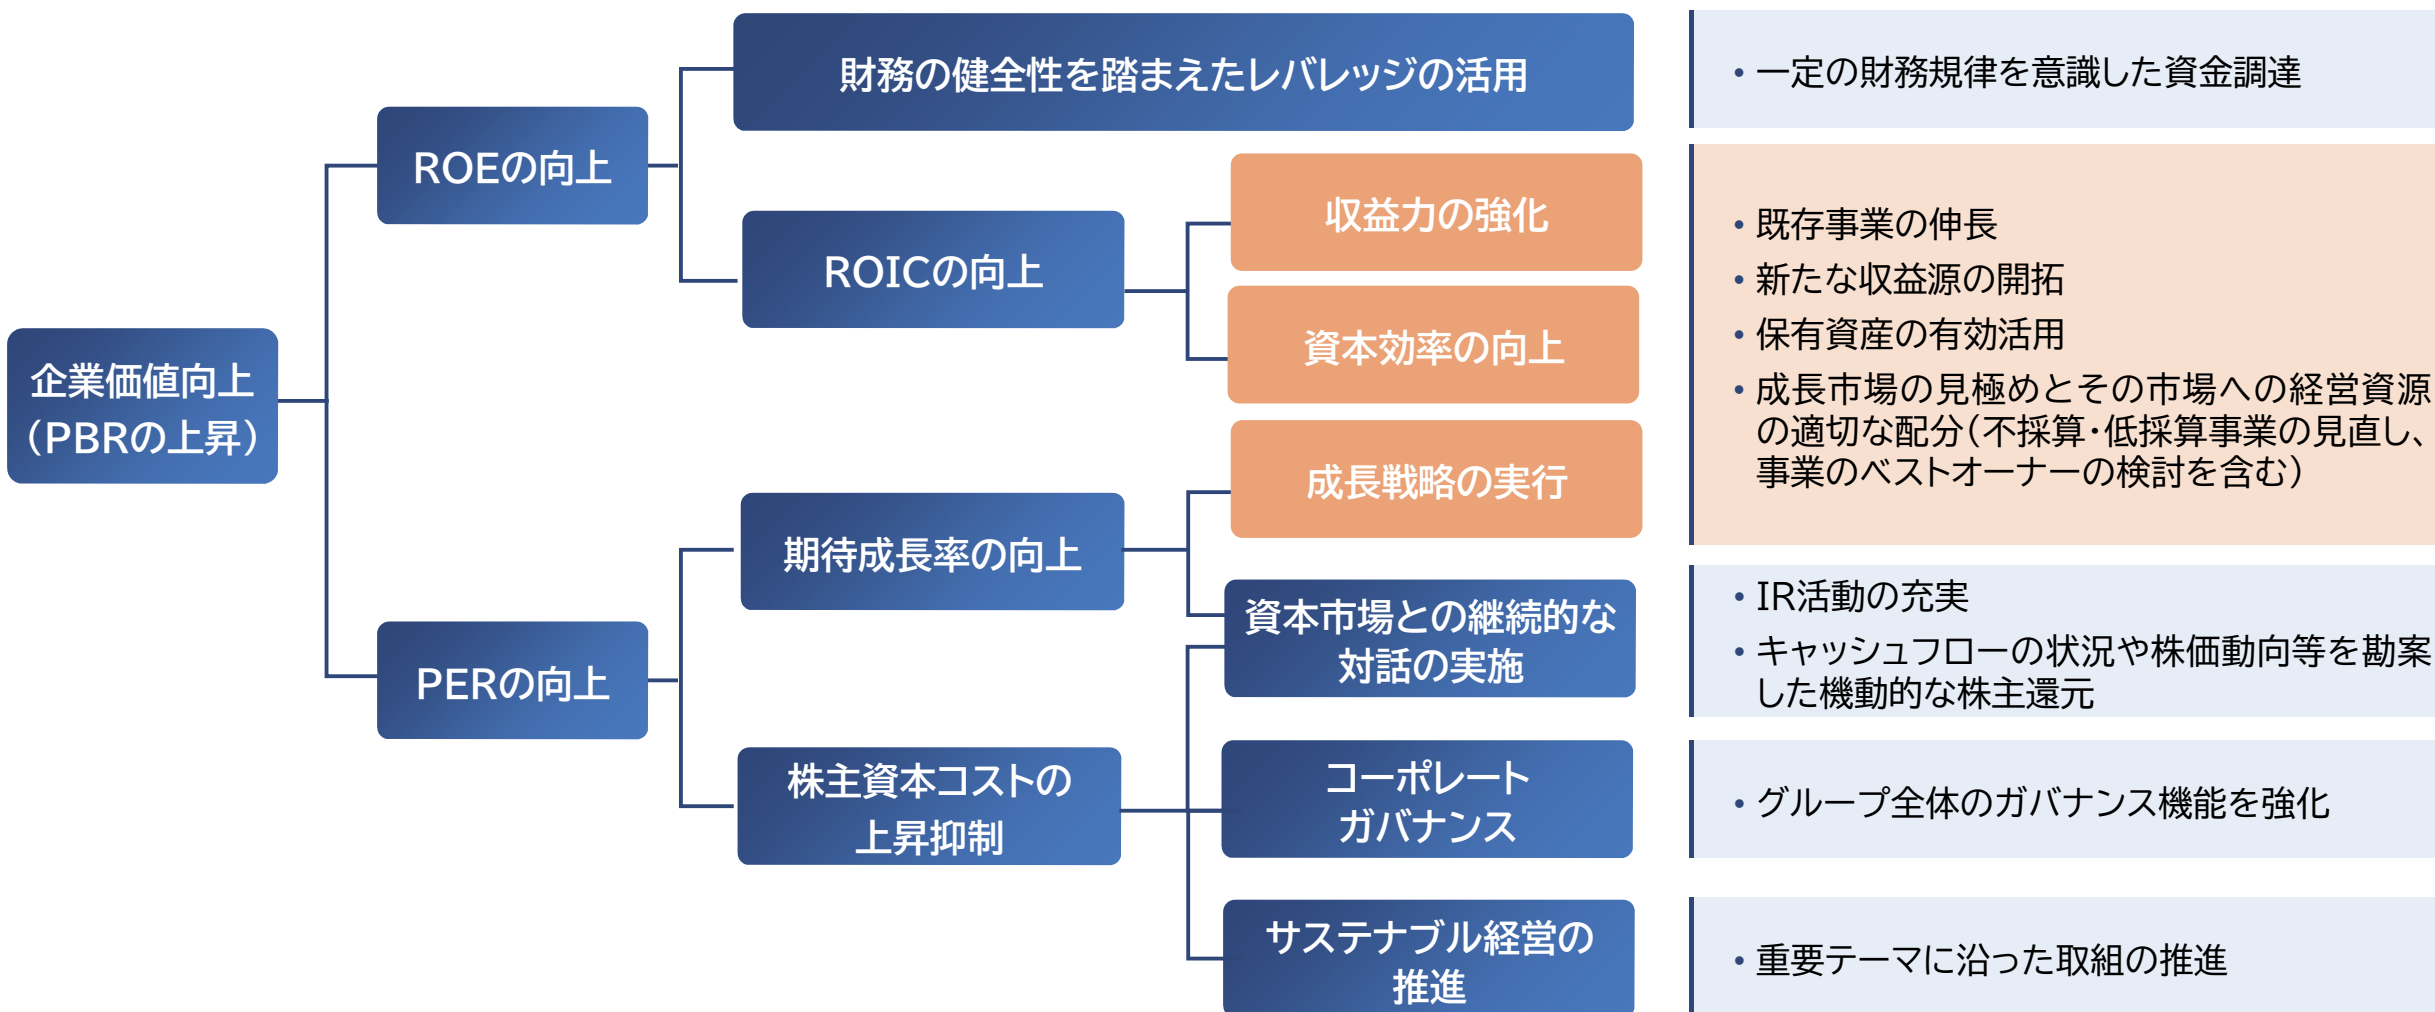 企業価値向上
（PBRの上昇）
ROEの向上
PERの向上
財務の健全性を踏まえたレバレッジの活用
ROICの向上
期待成長率の向上
株主資本コストの
上昇抑制
収益力の強化
資本効率の向上
成長戦略の実行
資本市場との継続的な
対話の実施
コーポレート
ガバナンス
サステナブル経営の
推進
・一定の財務規律を意識した資金調達
・既存事業の伸長
・新たな収益源の開拓
・保有資産の有効活用
・成長市場の見極めとその市場への経営資源
の適切な配分（不採算・低採算事業の見直し、
事業のベストオーナーの検討を含む）
・IR活動の充実
・キャッシュフローの状況や株価動向等を勘案
した機動的な株主還元
・グループ全体のガバナンス機能を強化
・重要テーマに沿った取組の推進